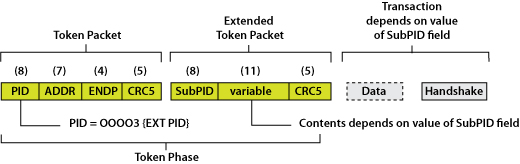 Transaction
depends on value
of SubPID field
Extended
Token Packet
Token Packet
(8) (7) (4) (5) (8) (11) (5)
PID ADDR ENDP CRC5 SubPID variable CRC5 Data Handshake
PID = OOOO3 {EXT PID} Contents depends on value of SubPID field
Token Phase